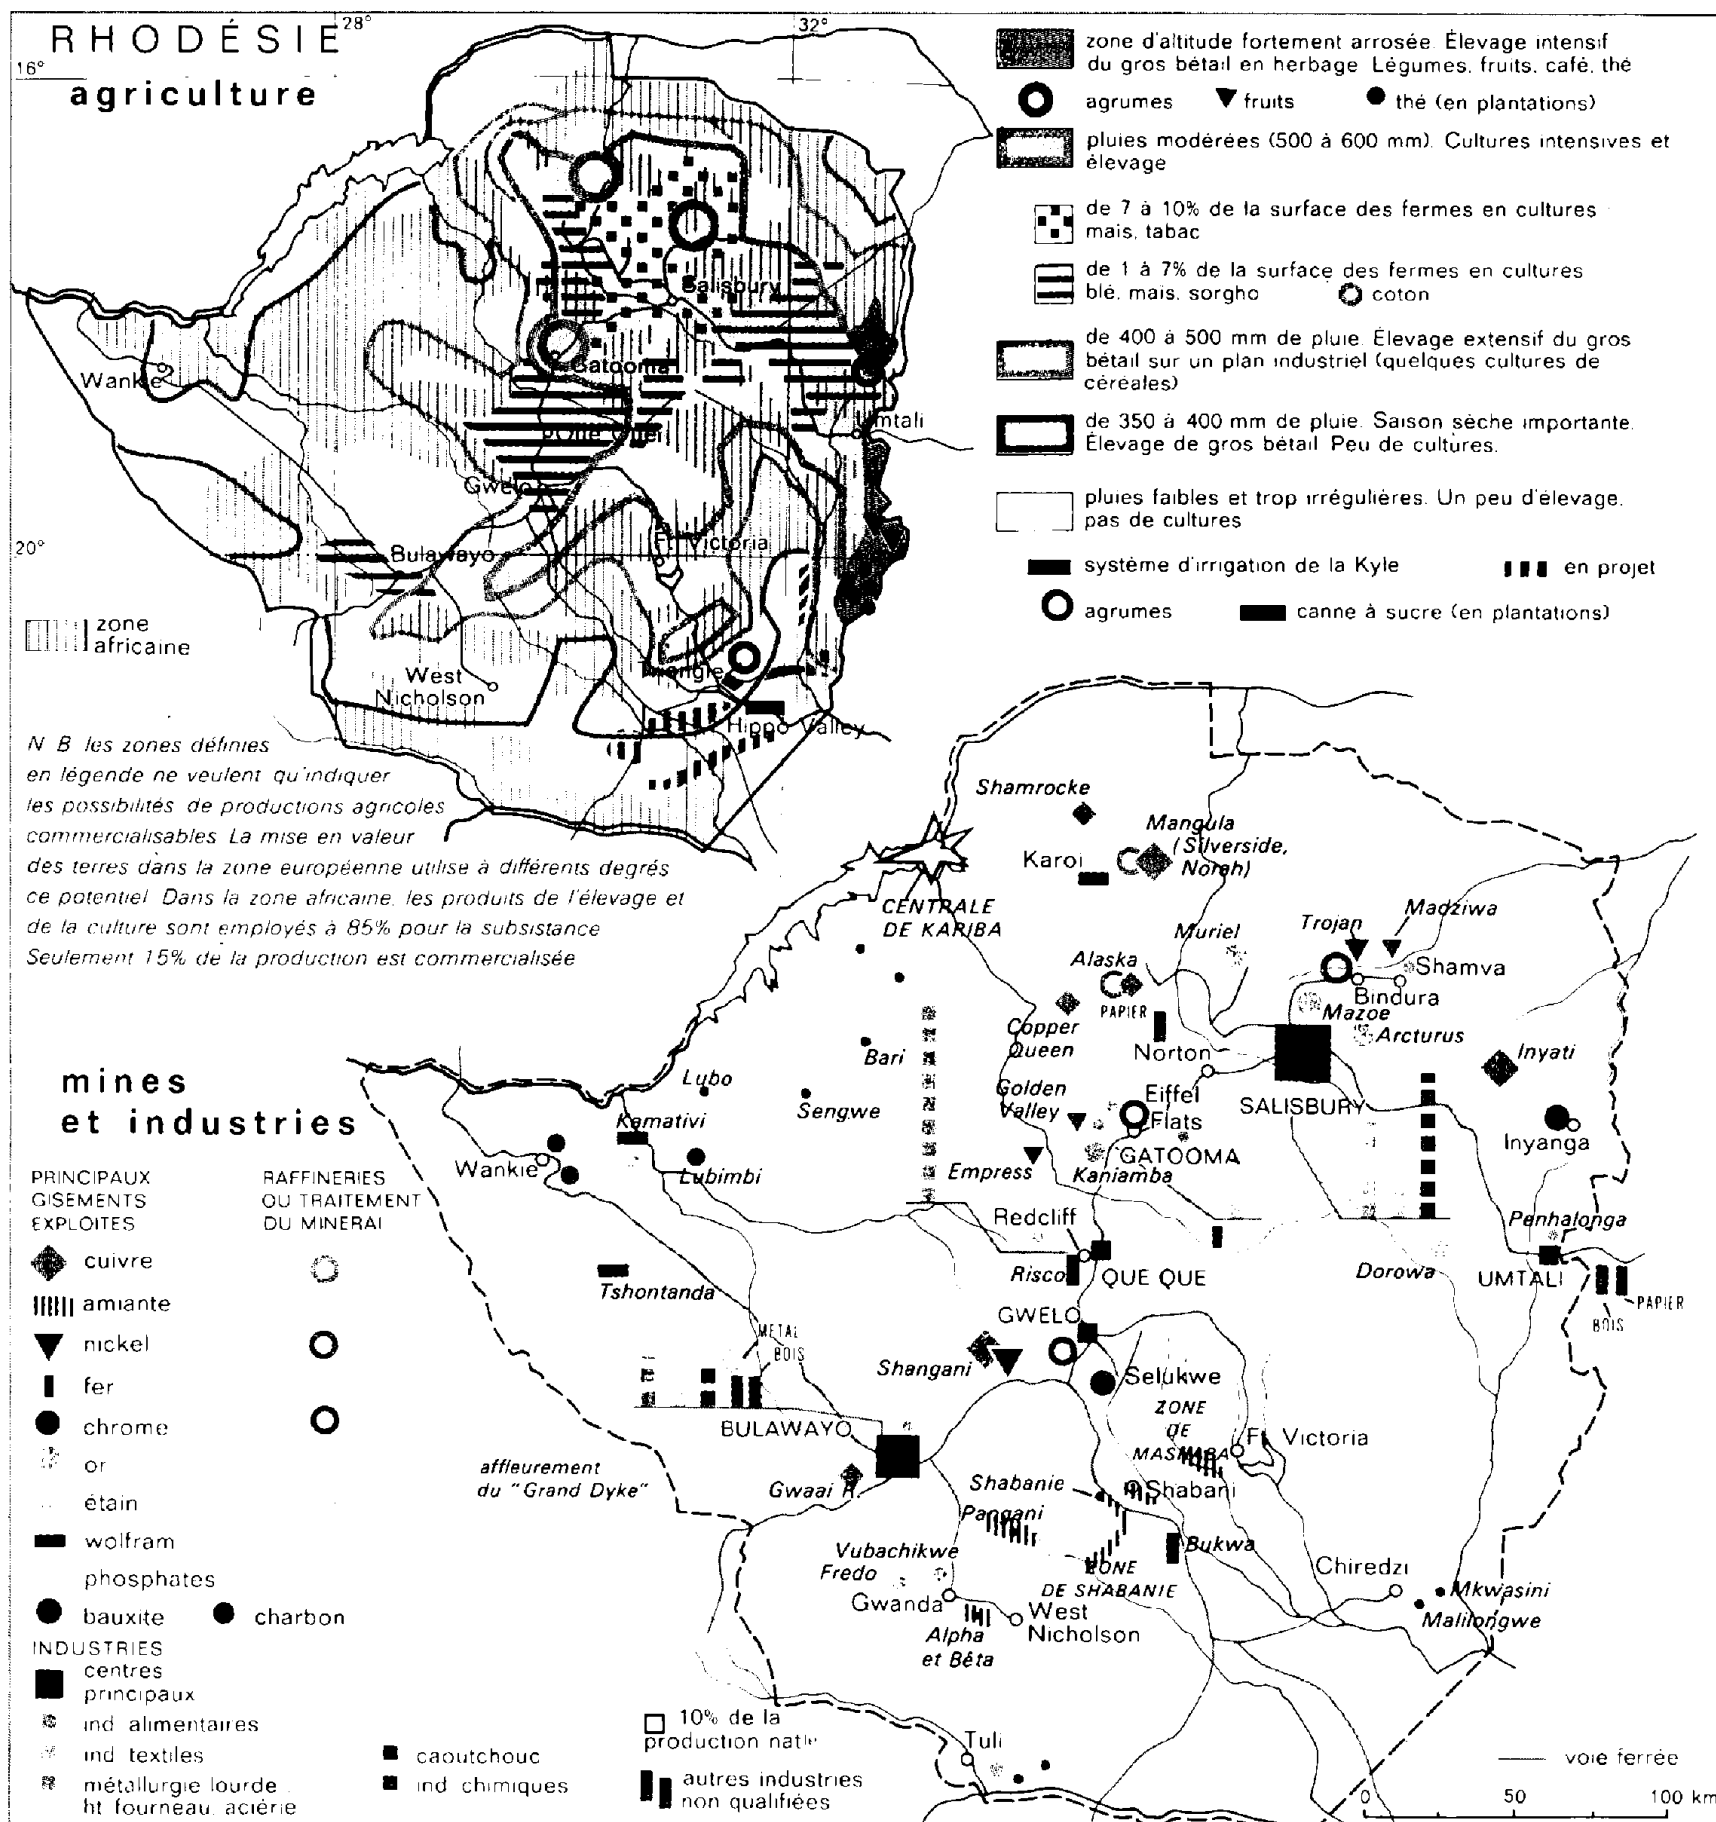 RHODÉSIE
agriculture
28°
32°
16°
20°
Wankie
Salisbury
Gatooma
Umtali
Gwelo
Bulawayo
Ft Victoria
West
Nicholson
Triangle
Hippo Valley
zone
africaine
zone d'altitude fortement arrosée. Élevage intensif
du gros bétail en herbage Légumes, fruits, café, thé
agrumes
fruits
thé (en plantations)
pluies modérées (500 à 600 mm). Cultures intensives et
élevage
de 7 à 10% de la surface des fermes en cultures
mais, tabac
de 1 à 7% de la surface des fermes en cultures
blé, mais, sorgho
coton
de 400 à 500 mm de pluie. Élevage extensif du gros
bétail sur un plan industriel (quelques cultures de
céréales)
de 350 à 400 mm de pluie. Saison sèche importante.
Élevage de gros bétail Peu de cultures.
pluies faibles et trop irrégulières. Un peu d'élevage,
pas de cultures
système d'irrigation de la Kyle
en projet
agrumes
canne à sucre (en plantations)
N B les zones définies
en légende ne veulent qu'indiquer
les possibilités de productions agricoles
commercialisables La mise en valeur
des terres dans la zone européenne utilise à différents degrés
ce potentiel Dans la zone africaine, les produits de l'élevage et
de la culture sont employés à 85% pour la subsistance
Seulement 15% de la production est commercialisée
mines
et industries
PRINCIPAUX
GISEMENTS
EXPLOITES
RAFFINERIES
OU TRAITEMENT
DU MINERAI
cuivre
amiante
nickel
fer
chrome
or
étain
wolfram
phosphates
bauxite
charbon
INDUSTRIES
centres
principaux
ind alimentaires
ind textiles
métallurgie lourde
ht fourneau, aciérie
caoutchouc
ind chimiques
10% de la
production natle
autres industries
non qualifiées
voie ferrée
0
50
100 km
Shamrocke
Mangula
(Silverside,
Norah)
Karoi
CENTRALE
DE KARIBA
Muriel
Trojan
Madziwa
Shamva
Bindura
Mazoe
Arcturus
Alaska
PAPIER
Copper
Queen
Norton
SALISBURY
Inyati
Inyanga
Bari
Lubo
Sengwe
Kamativi
Lubimbi
Wankie
Golden
Valley
Eiffel
Flats
GATOOMA
Empress
Kaniamba
Redcliff
Risco
QUE QUE
Penhalonga
Dorowa
UMTALI
PAPIER
BOIS
Tshontanda
METAL
BOIS
GWELO
Shangani
Selukwe
ZONE
DE
MASHABA
Ft Victoria
BULAWAYO
affleurement
du "Grand Dyke"
Gwaai R.
Shabanie
Shabani
Pangani
Vubachikwe
Fredo
ZONE
DE SHABANIE
Bukwa
Chiredzi
Mkwasini
Malilongwe
Gwanda
West
Nicholson
Alpha
et Bêta
Tuli